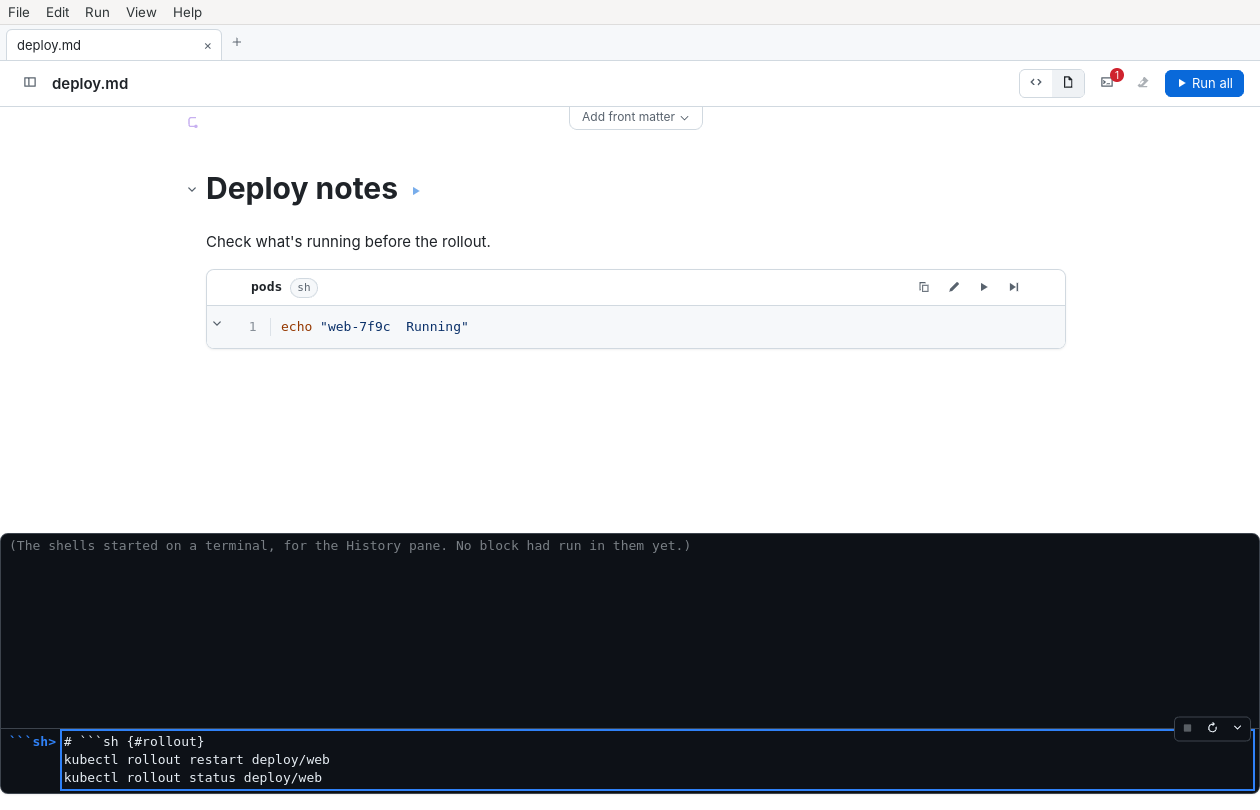 File Edit Run View Help
deploy.md × +
deploy.md
1
Run all
Add front matter
Deploy notes
Check what's running before the rollout.
pods sh
1 echo "web-7f9c  Running"
(The shells started on a terminal, for the History pane. No block had run in them yet.)
```sh> # ```sh {#rollout}
kubectl rollout restart deploy/web
kubectl rollout status deploy/web